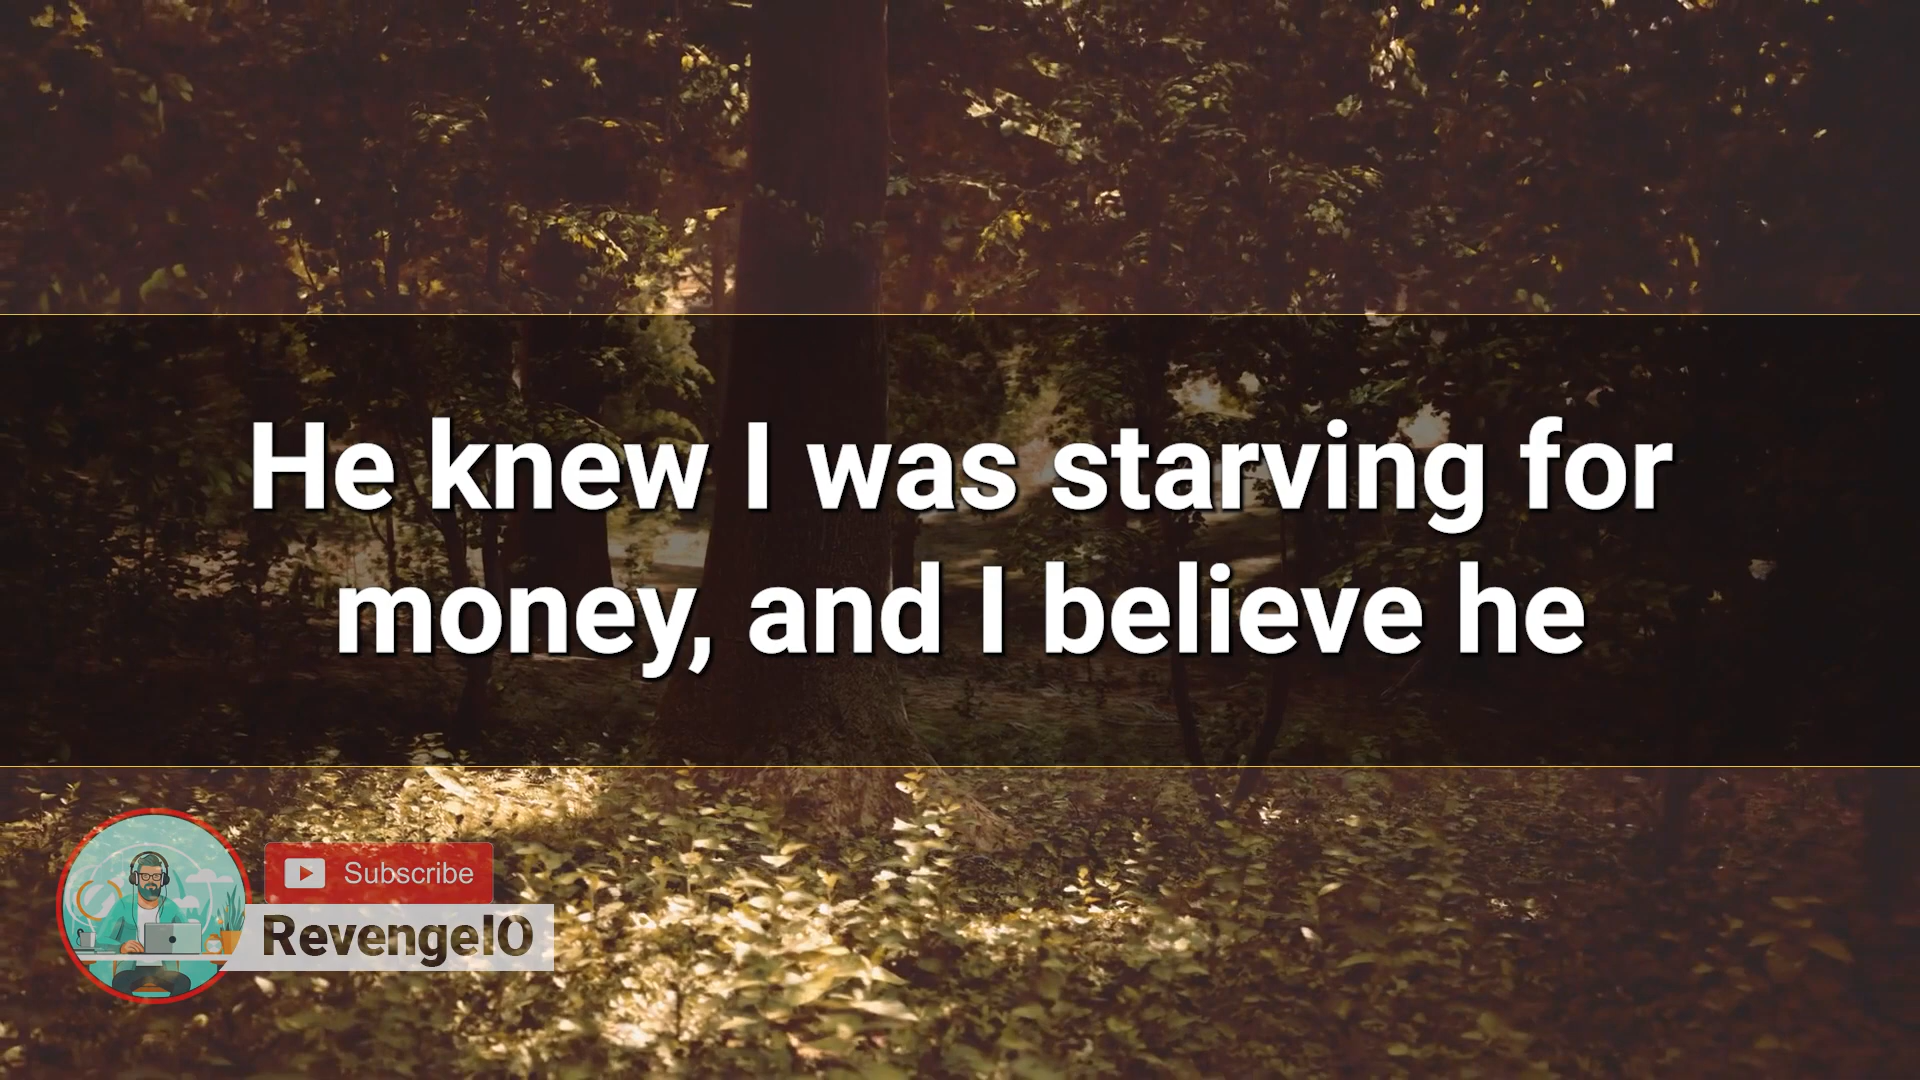 He knew I was starving for
money, and I believe he
Subscribe
RevengeIO